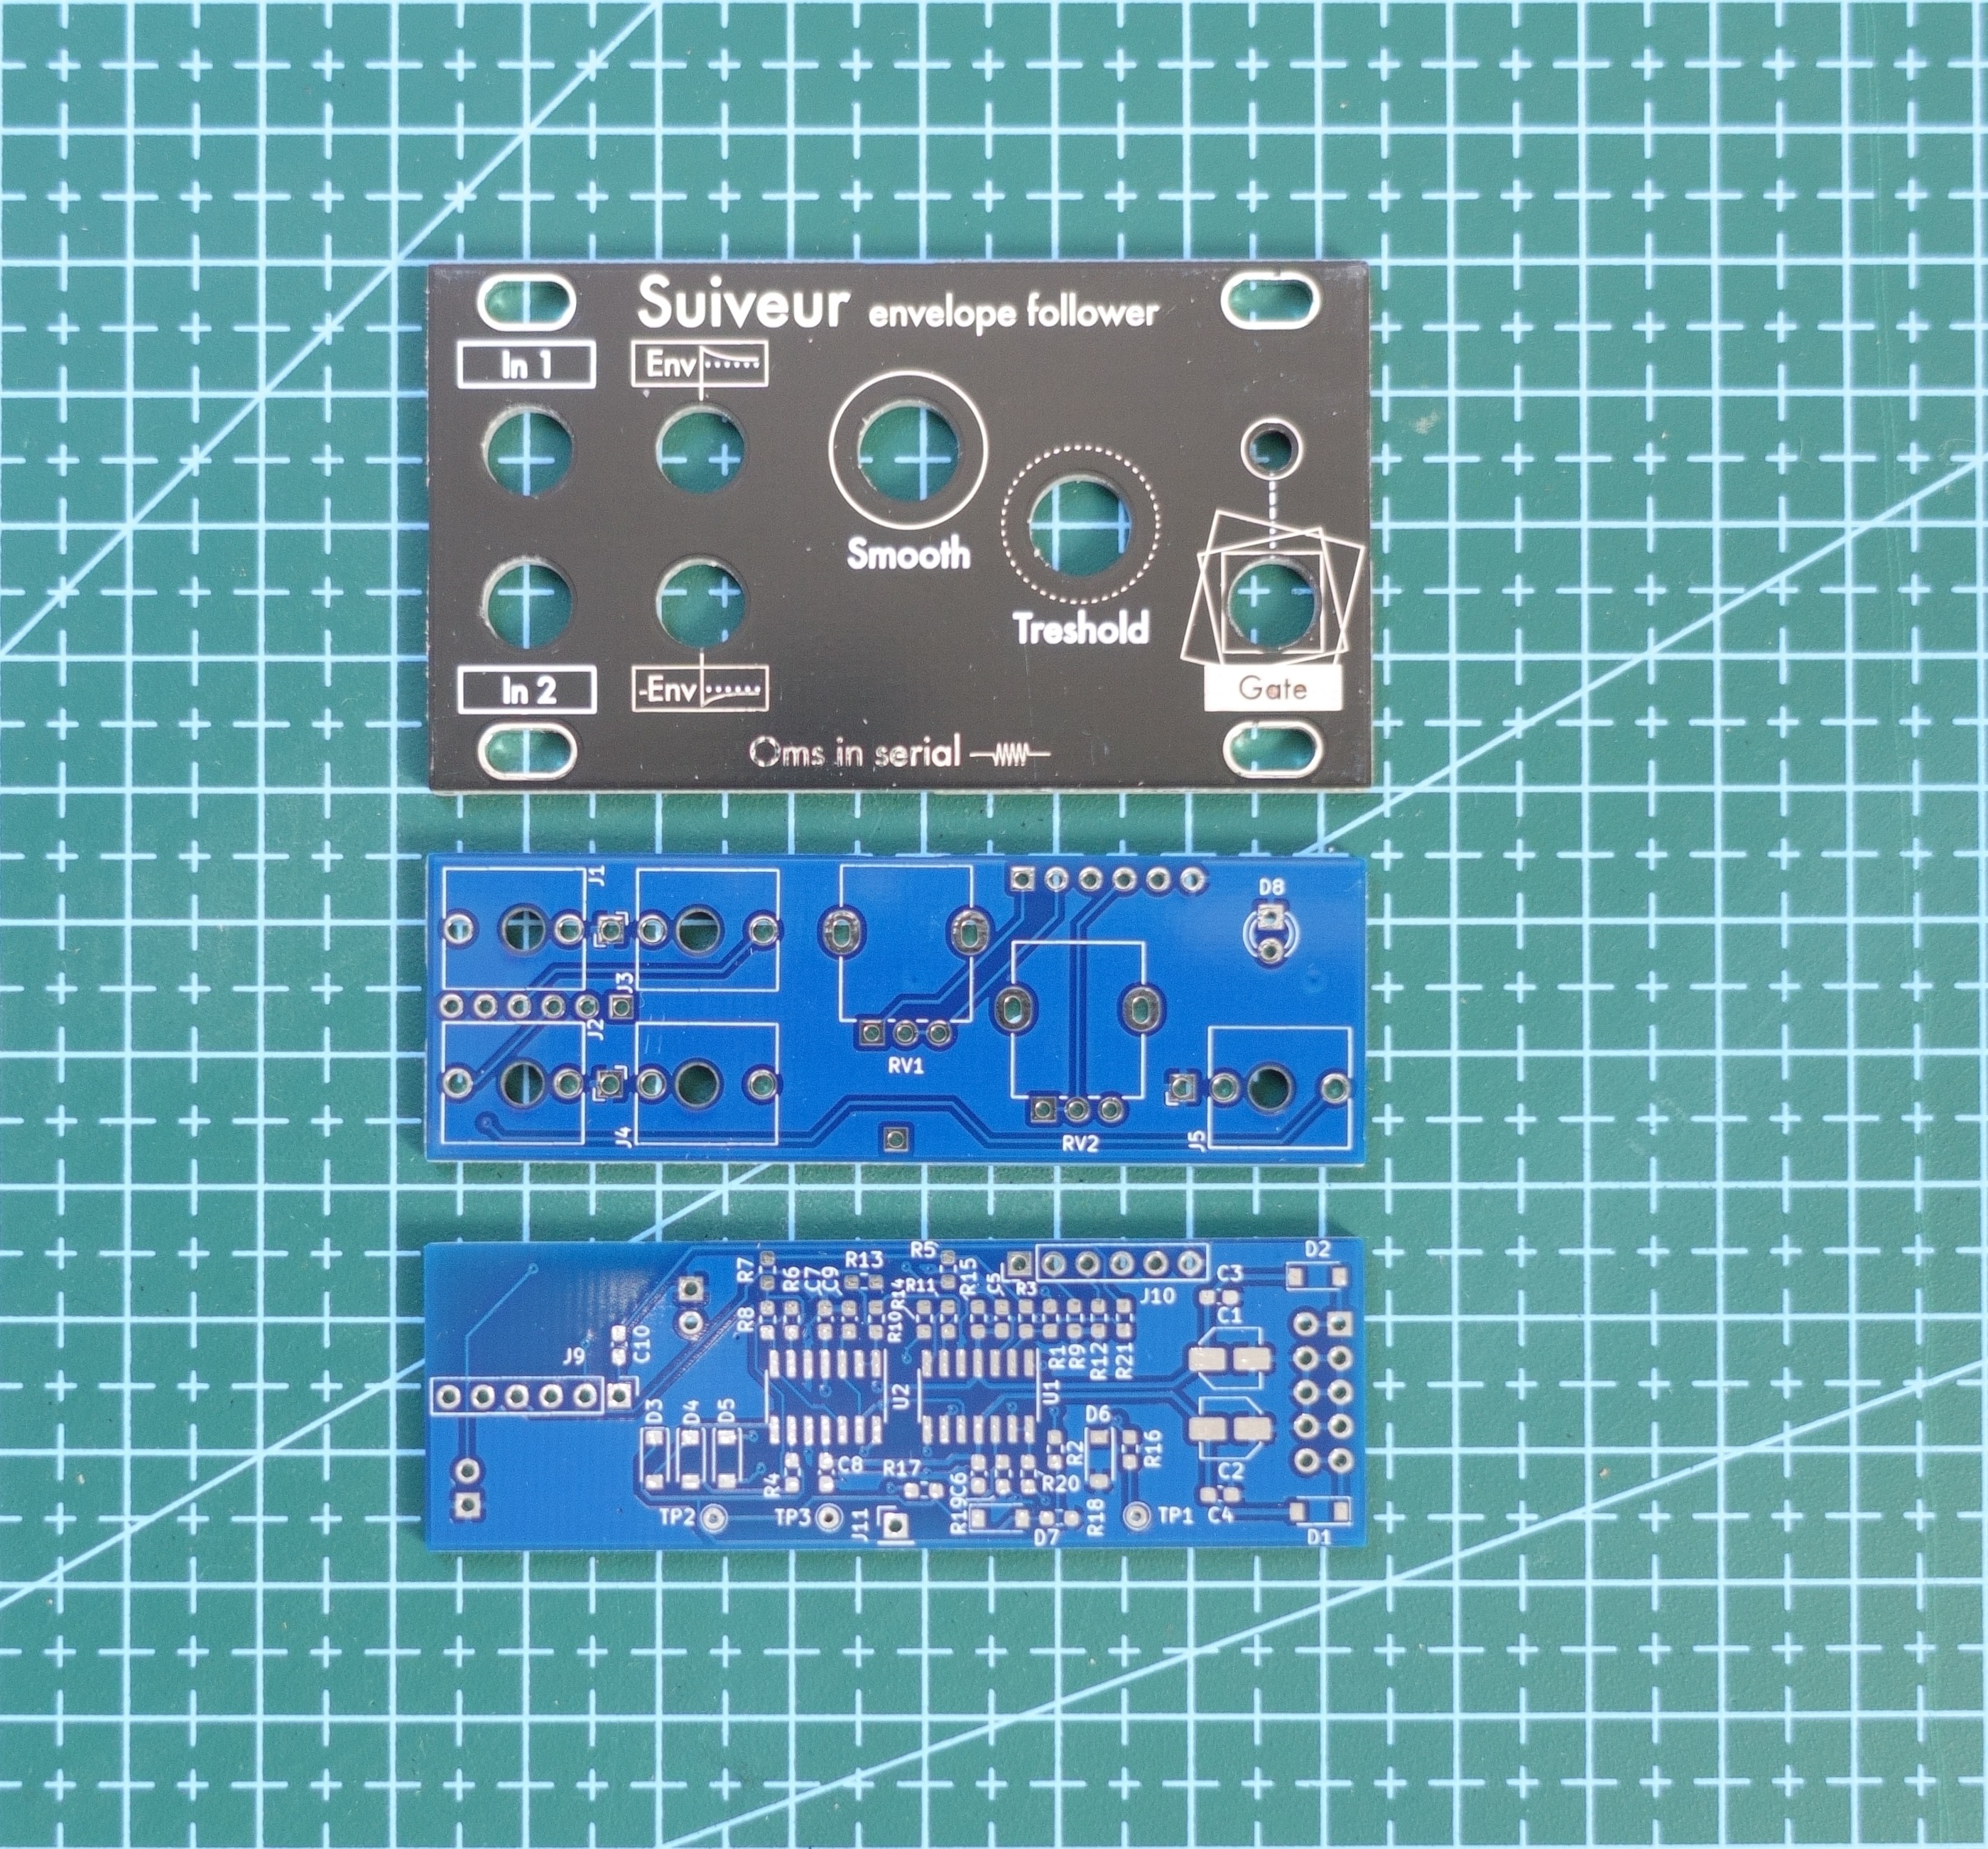 Suiveur envelope follower
In 1
Env
Smooth
Treshold
In 2
-Env
Gate
Oms in serial
J1
D8
J3
J2
RV1
J4
RV2
J5
R7
R6
C7
C9
R13
R5
R11
R15
C5
R3
J10
C3
D2
R8
R10
R14
C1
J9
C10
R1
R9
R12
R21
U2
U1
D3
D4
D5
D6
R4
C8
R17
C6
R20
R2
R16
C2
TP2
TP3
J11
R19
D7
R18
TP1
C4
D1